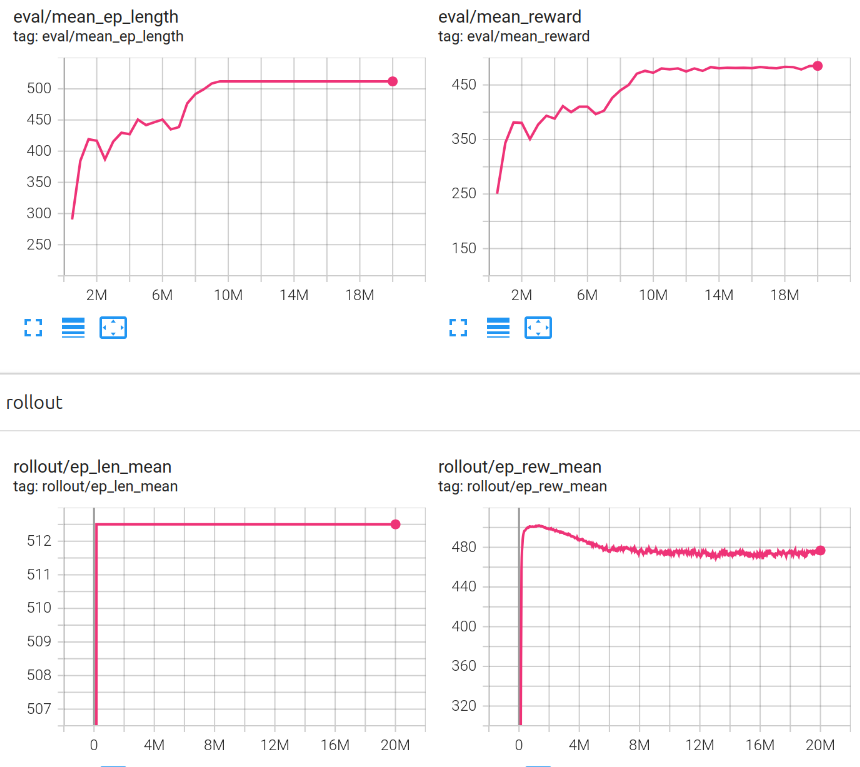 eval/mean_ep_length
tag: eval/mean_ep_length
500
450
400
350
300
250
2M 6M 10M 14M 18M
eval/mean_reward
tag: eval/mean_reward
450
350
250
150
2M 6M 10M 14M 18M
rollout
rollout/ep_len_mean
tag: rollout/ep_len_mean
512
511
510
509
508
507
0 4M 8M 12M 16M 20M
rollout/ep_rew_mean
tag: rollout/ep_rew_mean
480
440
400
360
320
0 4M 8M 12M 16M 20M